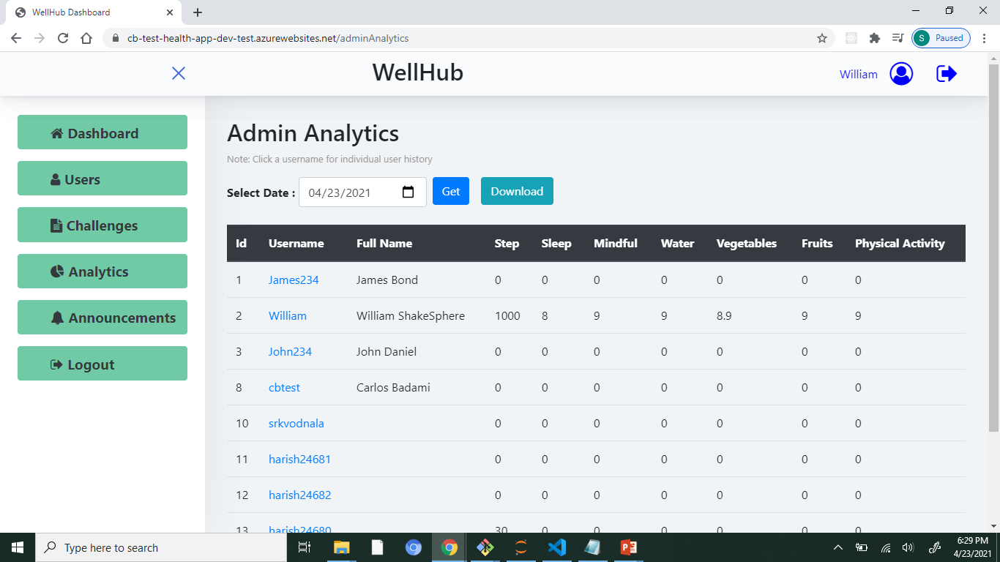 WellHub Dashboard
cb-test-health-app-dev-test.azurewebsites.net/adminAnalytics
S Paused
WellHub
William
Dashboard
Users
Challenges
Analytics
Announcements
Logout
Admin Analytics
Note: Click a username for individual user history
Select Date : 04/23/2021 Get Download
Id Username Full Name Step Sleep Mindful Water Vegetables Fruits Physical Activity
1 James234 James Bond 0 0 0 0 0 0 0
2 William William ShakeSphere 1000 8 9 9 8.9 9 9
3 John234 John Daniel 0 0 0 0 0 0 0
8 cbtest Carlos Badami 0 0 0 0 0 0 0
10 srkvodnala 0 0 0 0 0 0 0
11 harish24681 0 0 0 0 0 0 0
12 harish24682 0 0 0 0 0 0 0
13 harish24680 30 0 0 0 0 0 0
Type here to search
6:29 PM
4/23/2021